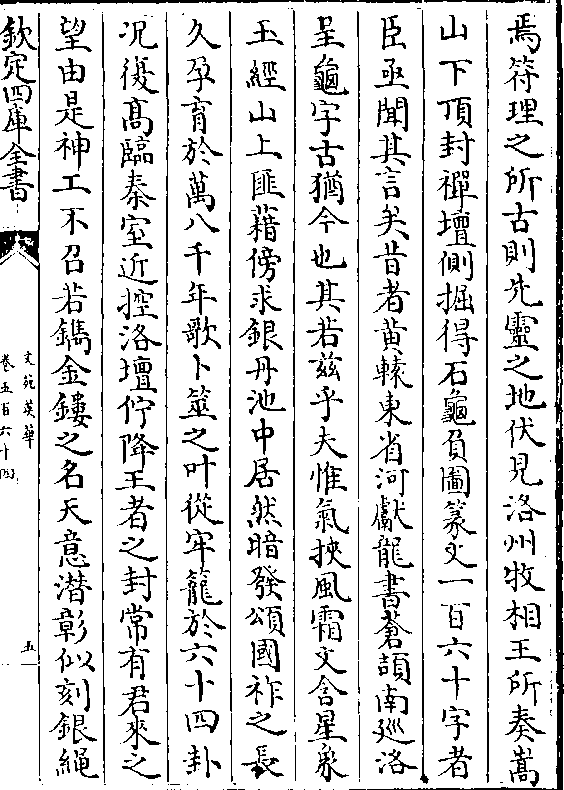 焉符理之所古則先靈之地伏見洛州牧相王所奏嵩
山下頂封禪壇側掘得石龜負圖篆文一百六十字者
臣亟聞其言矣昔者黃轅東省河獻龍書蒼頡南廵洛
呈龜字古猶今也其若兹乎夫惟氣挾風霜文含星象
玉經山上匪藉傍求銀丹池中居然暗發頌國祚之長
久孕育於萬八千年歌卜筮之叶從牢籠於六十四卦
况復髙臨秦室近控洛壇佇降王者之封常有君來之
望由是神工不召若鐫金鏤之名天意潜彰似刻銀䋲
欽定四庫全書
文苑英華
卷五百六十四
五